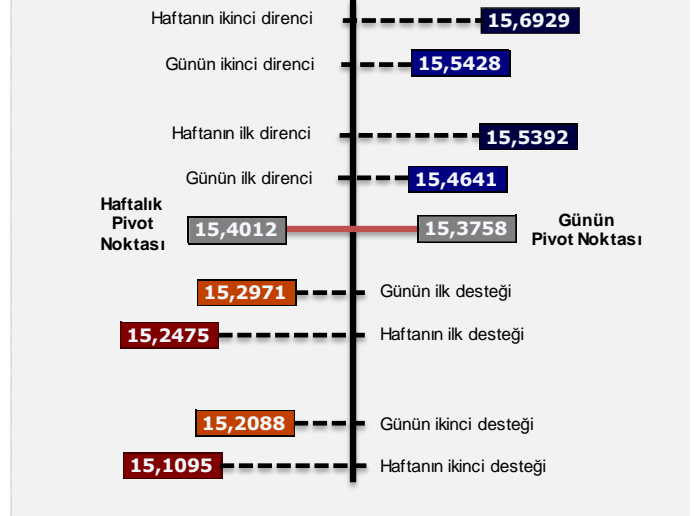 Haftanın ikinci direnci 15,6929
Günün ikinci direnci 15,5428
Haftanın ilk direnci 15,5392
Günün ilk direnci 15,4641
Haftalık
Pivot
Noktası
15,4012 15,3758
Günün
Pivot Noktası
15,2971 Günün ilk desteği
15,2475 Haftanın ilk desteği
15,2088 Günün ikinci desteği
15,1095 Haftanın ikinci desteği